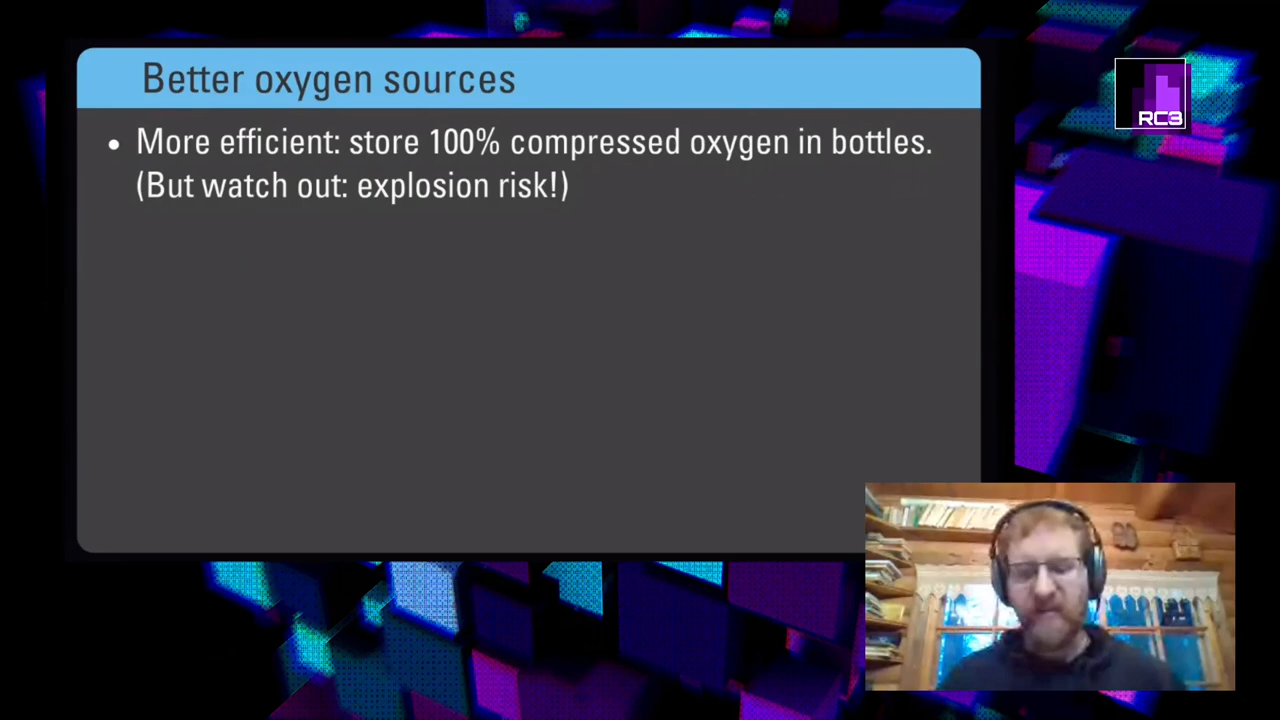 Better oxygen sources
RC3
• More efficient: store 100% compressed oxygen in bottles.
(But watch out: explosion risk!)